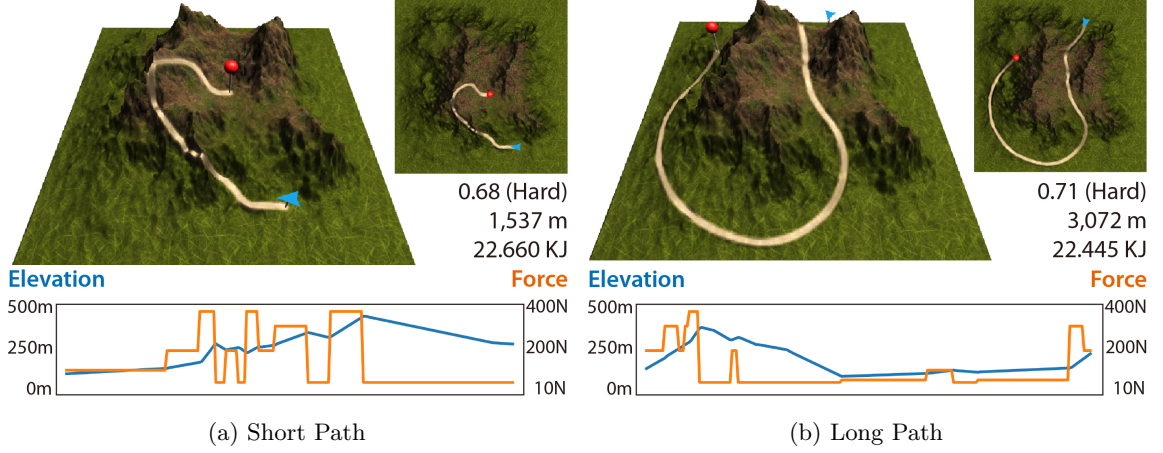 0.68 (Hard)
1,537 m
22.660 KJ
Elevation
Force
500m
250m
0m
400N
200N
10N
(a) Short Path
0.71 (Hard)
3,072 m
22.445 KJ
Elevation
Force
500m
250m
0m
400N
200N
10N
(b) Long Path